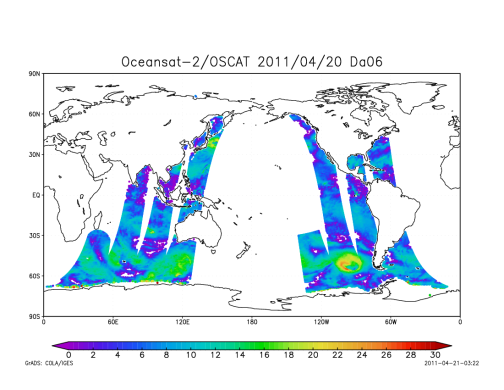 Oceansat-2/OSCAT 2011/04/20 Da06
90N
60N
30N
EQ
30S
60S
90S
0 60E 120E 180 120W 60W 0
0 2 4 6 8 10 12 14 16 18 20 22 24 26 28 30
GrADS: COLA/IGES 2011-04-21-03:22